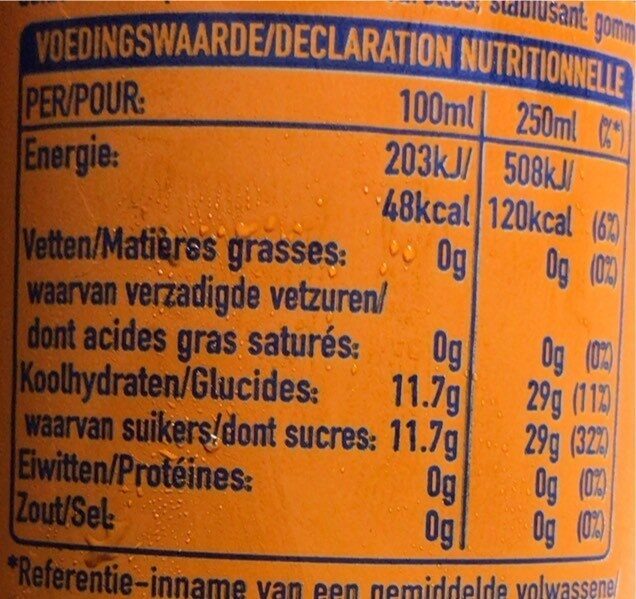 stabilisant: gomm
VOEDINGSWAARDE/DECLARATION NUTRITIONNELLE
PER/POUR: 100ml 250ml (%*)
Energie: 203kJ/ 508kJ/
48kcal 120kcal (6%)
Vetten/Matières grasses: 0g 0g (0%)
waarvan verzadigde vetzuren/
dont acides gras saturés: 0g 0g (0%)
Koolhydraten/Glucides: 11.7g 29g (11%)
waarvan suikers/dont sucres: 11.7g 29g (32%)
Eiwitten/Protéines: 0g 0g (0%)
Zout/Sel: 0g 0g (0%)
*Referentie-inname van een gemiddelde volwassene/